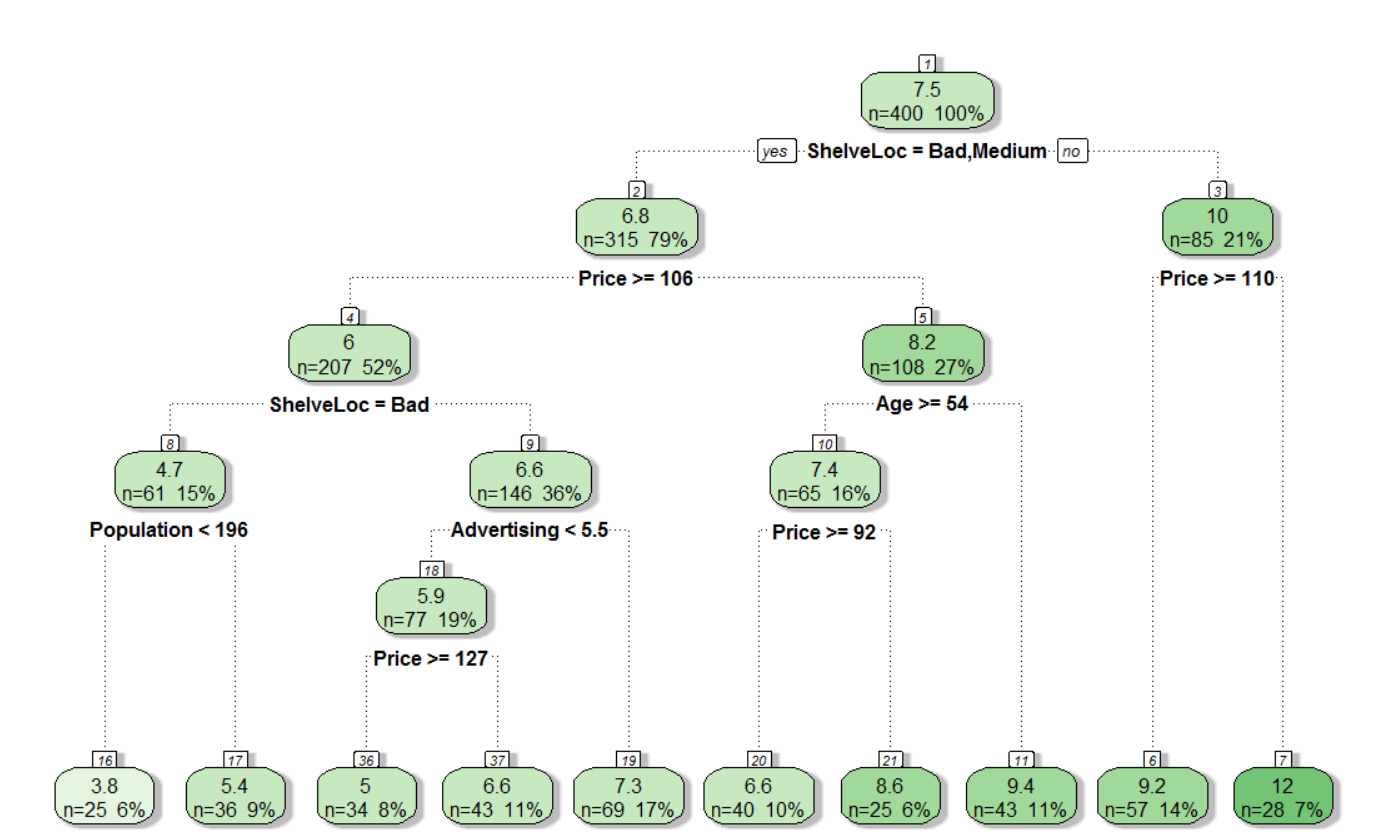 1
7.5
n=400 100%
yes ShelveLoc = Bad,Medium no
2
6.8
n=315 79%
3
10
n=85 21%
Price >= 106
Price >= 110
4
6
n=207 52%
5
8.2
n=108 27%
ShelveLoc = Bad
Age >= 54
8
4.7
n=61 15%
9
6.6
n=146 36%
10
7.4
n=65 16%
Population < 196
Advertising < 5.5
Price >= 92
18
5.9
n=77 19%
Price >= 127
16
3.8
n=25 6%
17
5.4
n=36 9%
36
5
n=34 8%
37
6.6
n=43 11%
19
7.3
n=69 17%
20
6.6
n=40 10%
21
8.6
n=25 6%
11
9.4
n=43 11%
6
9.2
n=57 14%
7
12
n=28 7%